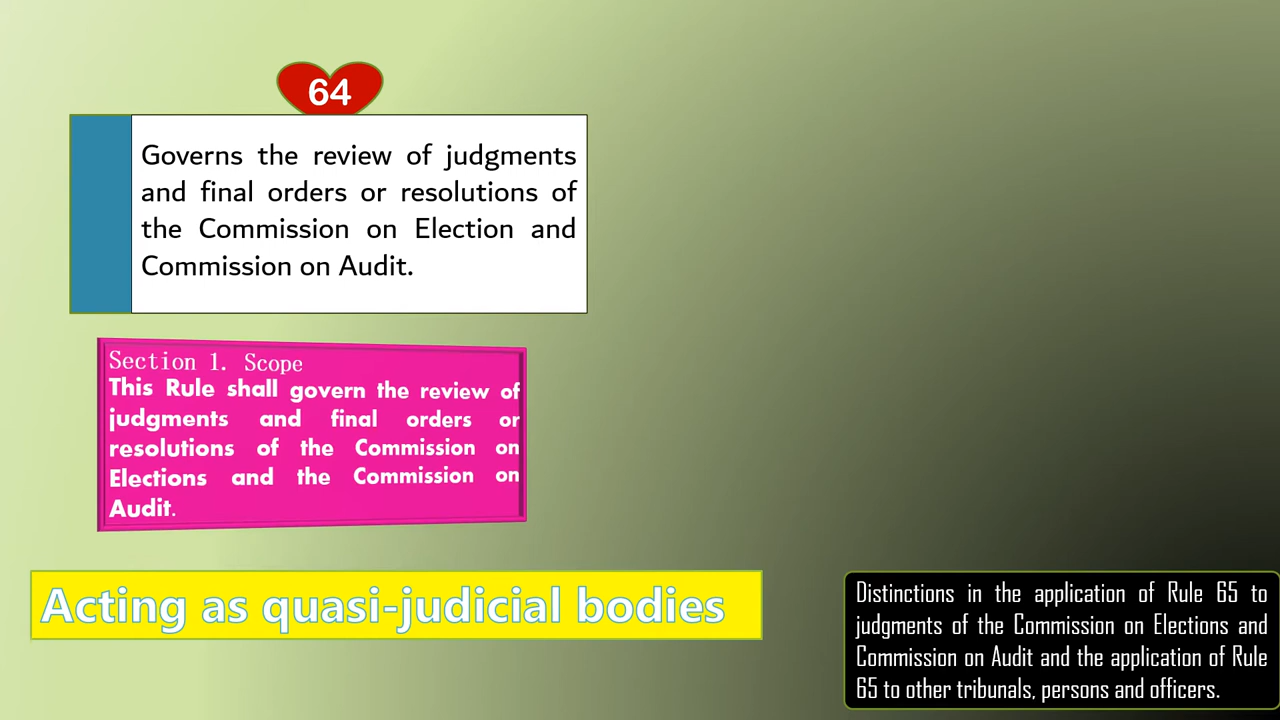 64
Governs the review of judgments
and final orders or resolutions of
the Commission on Election and
Commission on Audit.
Section 1. Scope
This Rule shall govern the review of
judgments and final orders or
resolutions of the Commission on
Elections and the Commission on
Audit.
Acting as quasi-judicial bodies
Distinctions in the application of Rule 65 to
judgments of the Commission on Elections and
Commission on Audit and the application of Rule
65 to other tribunals, persons and officers.